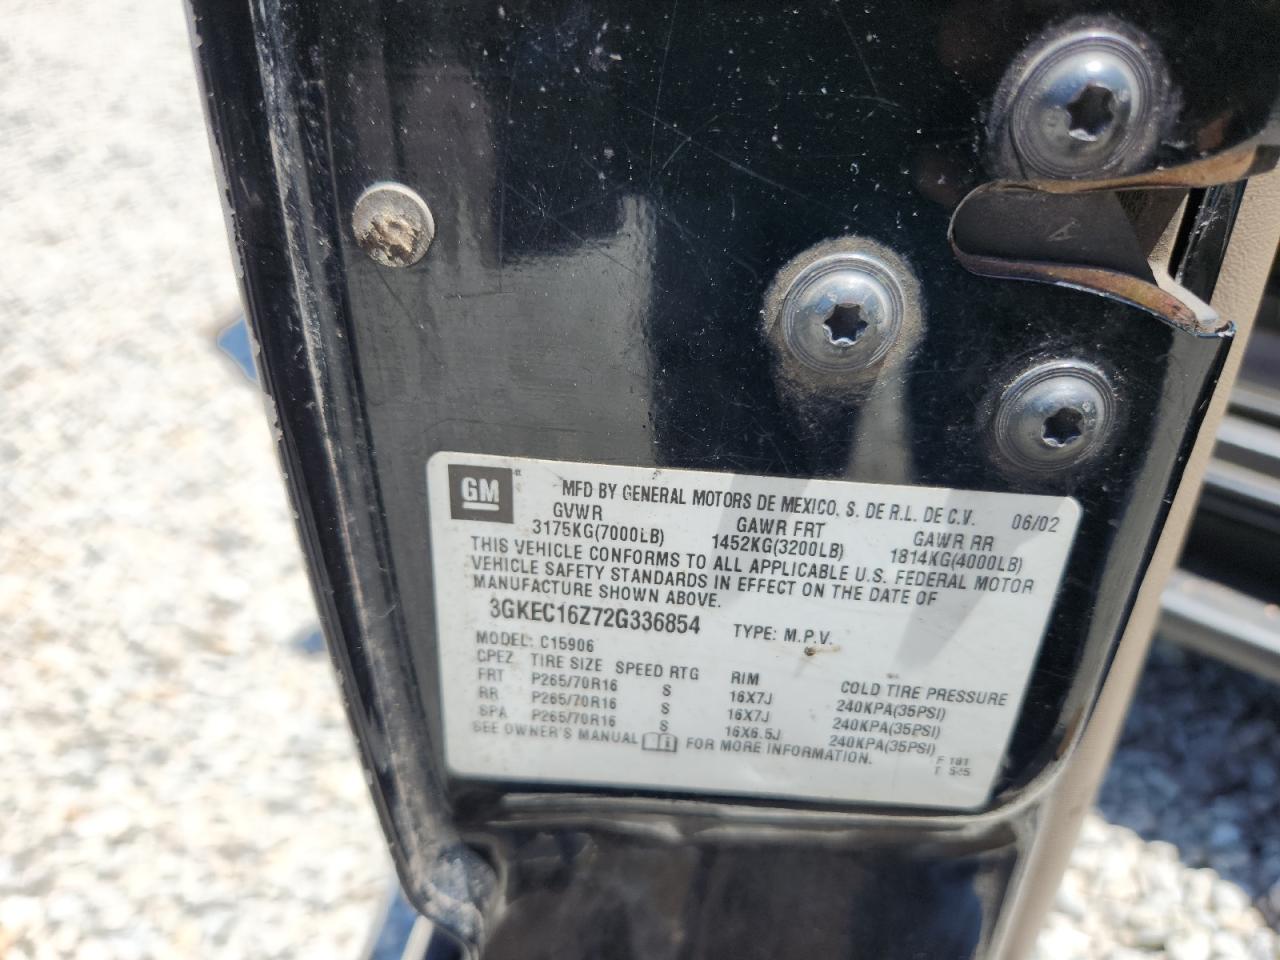 GM MFD BY GENERAL MOTORS DE MEXICO, S. DE R.L. DE C.V. 06/02
GVWR GAWR FRT GAWR RR
3175KG(7000LB) 1452KG(3200LB) 1814KG(4000LB)
THIS VEHICLE CONFORMS TO ALL APPLICABLE U.S. FEDERAL MOTOR
VEHICLE SAFETY STANDARDS IN EFFECT ON THE DATE OF
MANUFACTURE SHOWN ABOVE.
3GKEC16Z72G336854 TYPE: M.P.V.
MODEL: C15906
CPEZ TIRE SIZE SPEED RTG RIM COLD TIRE PRESSURE
FRT P265/70R16 S 16X7J 240KPA(35PSI)
RR P265/70R16 S 16X7J 240KPA(35PSI)
SPA P265/70R16 S 16X6.5J 240KPA(35PSI)
SEE OWNER'S MANUAL FOR MORE INFORMATION.
F 181